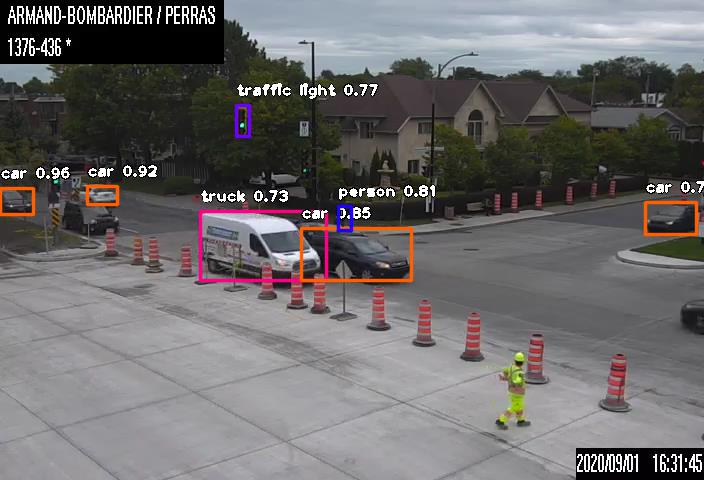 ARMAND-BOMBARDIER / PERRAS
1376-436 *
traffic light 0.77
car 0.96
car 0.92
truck 0.73
person 0.81
car 0.85
car 0.7
2020/09/01 16:31:45